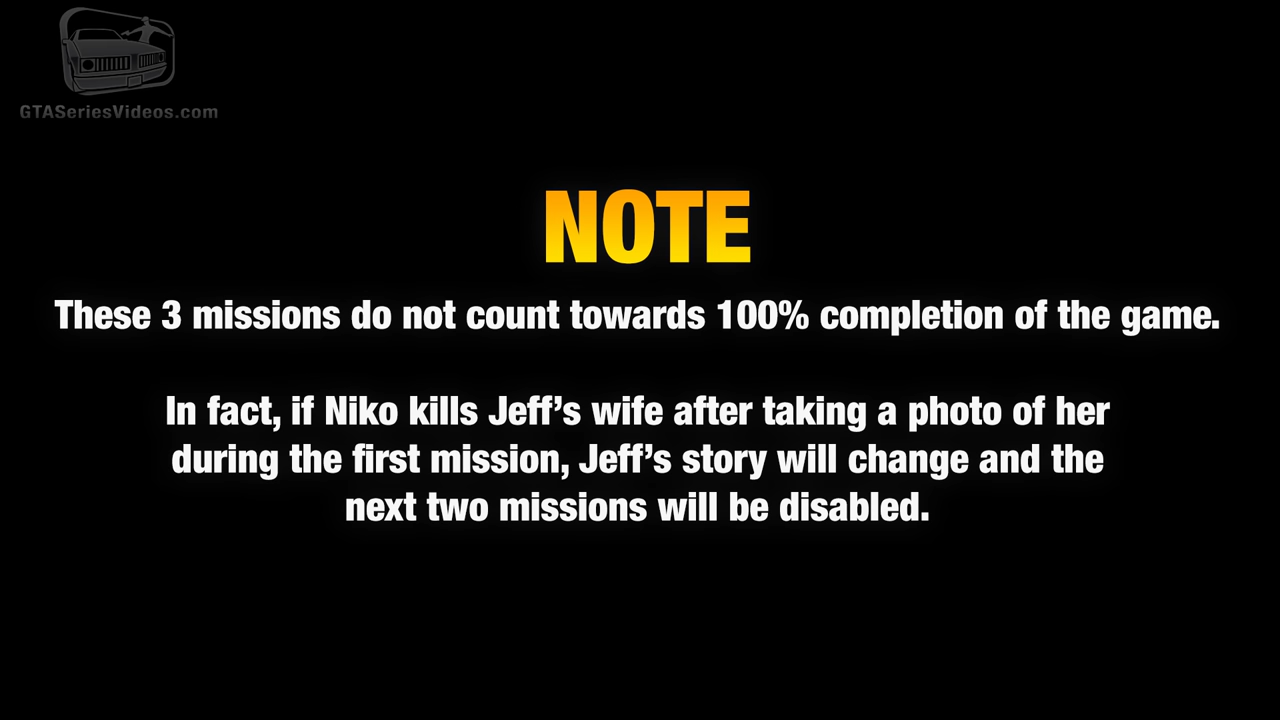 GTASeriesVideos.com
NOTE
These 3 missions do not count towards 100% completion of the game.
In fact, if Niko kills Jeff’s wife after taking a photo of her
during the first mission, Jeff’s story will change and the
next two missions will be disabled.